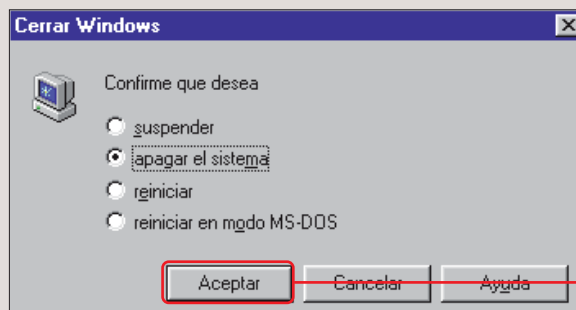 Cerrar Windows
Confirme que desea
suspender
apagar el sistema
reiniciar
reiniciar en modo MS-DOS
Aceptar Cancelar Ayuda